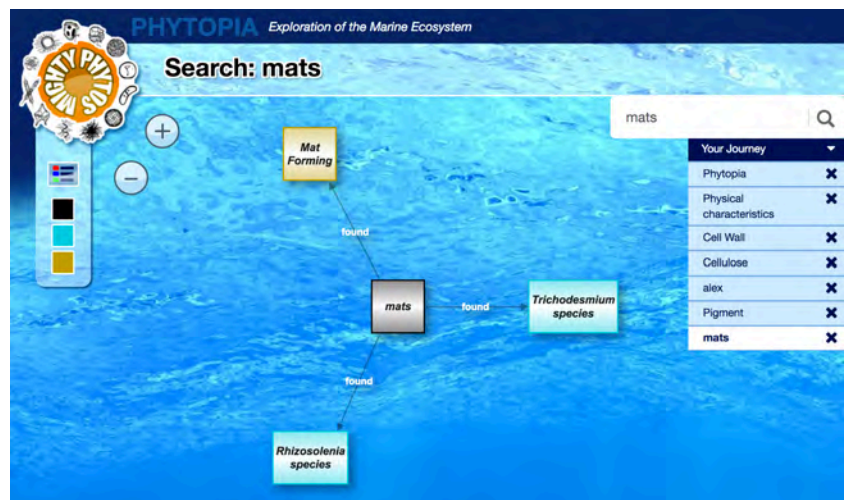 PHYTOPIA Exploration of the Marine Ecosystem
MIGHTY PHYTOS
Search: mats
mats
Your Journey
Phytopia
Physical
characteristics
Cell Wall
Cellulose
alex
Pigment
mats
Mat
Forming
found
mats
found
Trichodesmium
species
found
Rhizosolenia
species